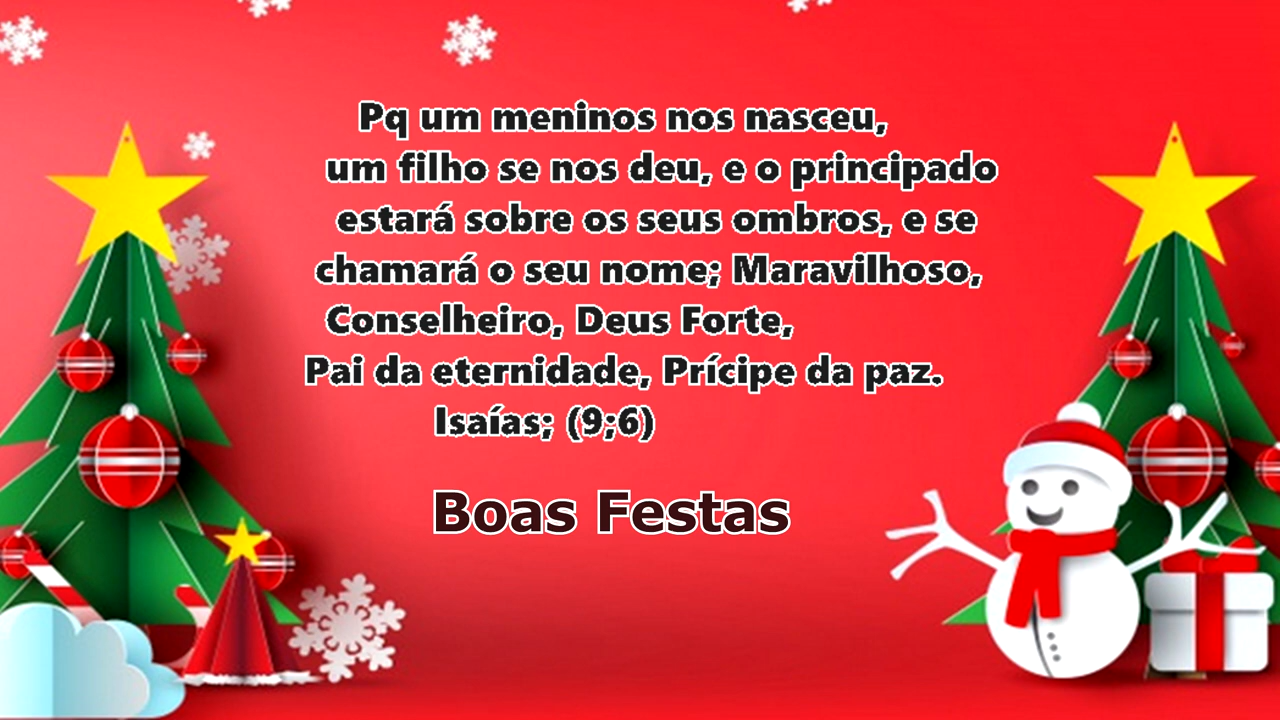 Pq um meninos nos nasceu,
um filho se nos deu, e o principado
estará sobre os seus ombros, e se
chamará o seu nome; Maravilhoso,
Conselheiro, Deus Forte,
Pai da eternidade, Prícipe da paz.
Isaías; (9;6)
Boas Festas